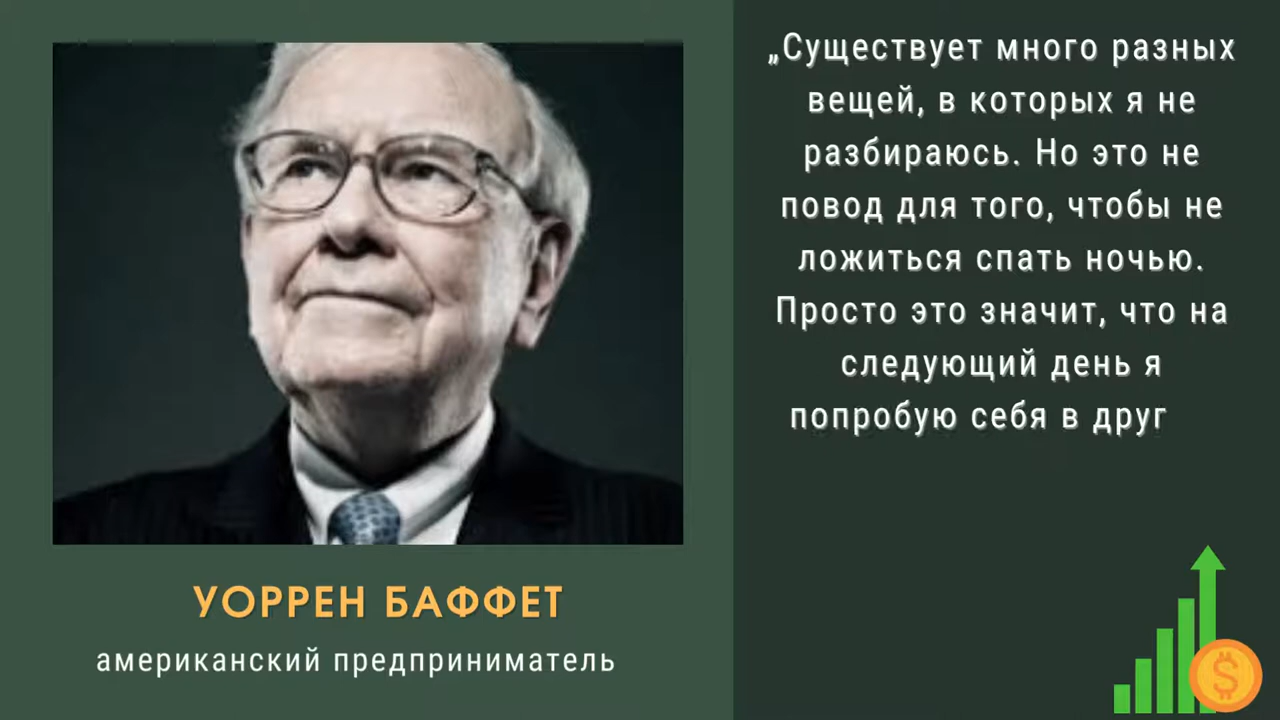 „Существует много разных
вещей, в которых я не
разбираюсь. Но это не
повод для того, чтобы не
ложиться спать ночью.
Просто это значит, что на
следующий день я
попробую себя в друг
УОРРЕН БАФФЕТ
американский предприниматель
$